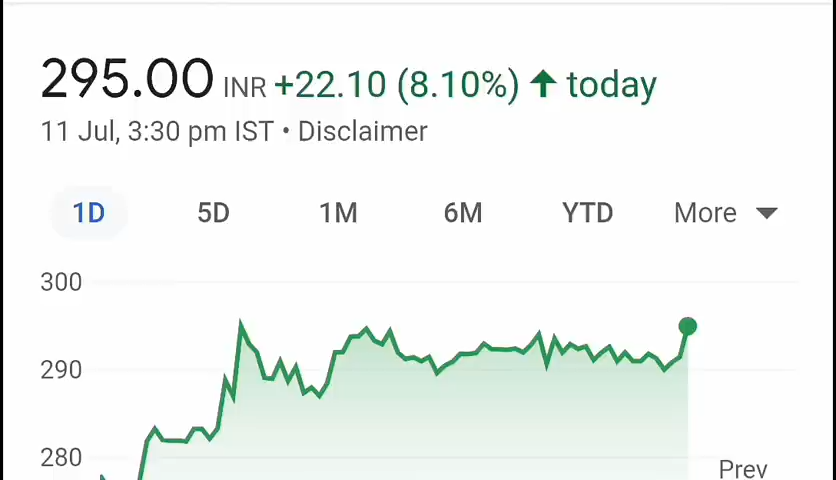 295.00 INR +22.10 (8.10%) ↑ today
11 Jul, 3:30 pm IST • Disclaimer
1D 5D 1M 6M YTD More
300
290
280
Prev